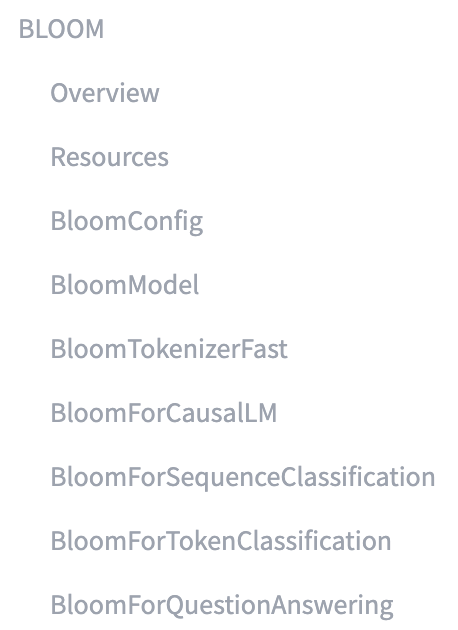 BLOOM
Overview
Resources
BloomConfig
BloomModel
BloomTokenizerFast
BloomForCausalLM
BloomForSequenceClassification
BloomForTokenClassification
BloomForQuestionAnswering